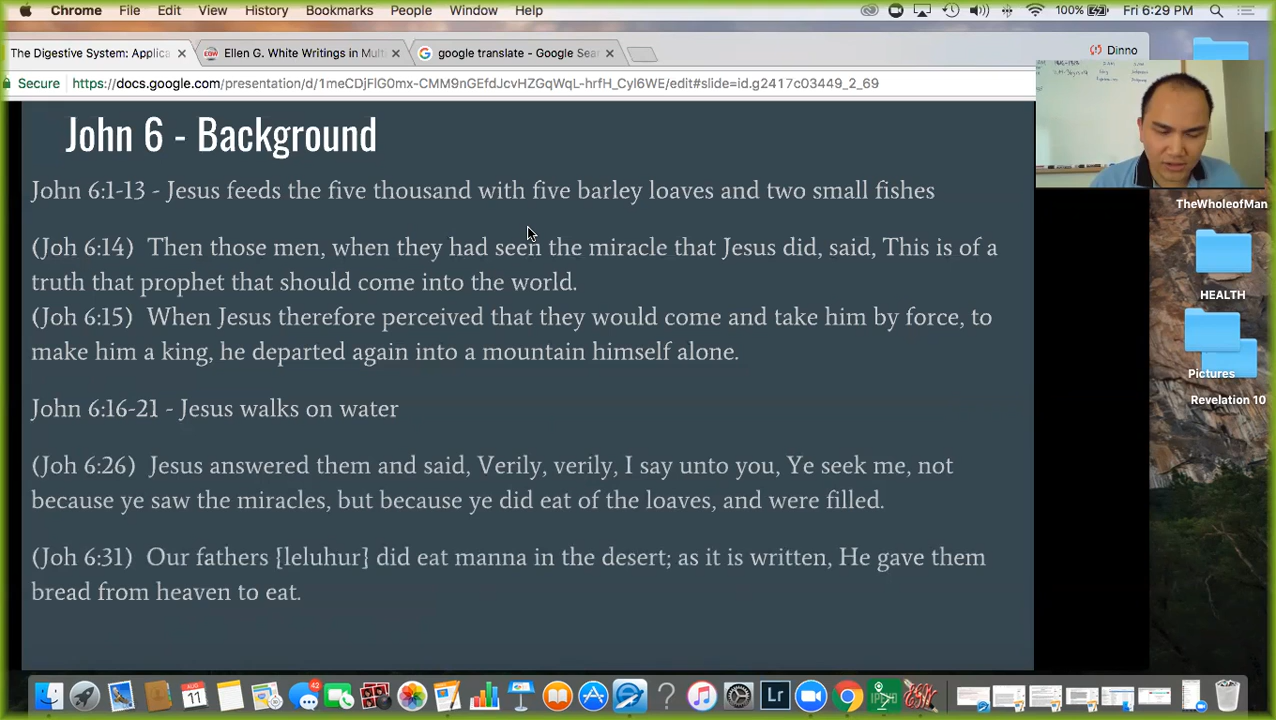 Chrome File Edit View History Bookmarks People Window Help 100% Fri 6:29 PM
The Digestive System: Applica Ellen G. White Writings in Mult google translate - Google Sear Dinno
Secure https://docs.google.com/presentation/d/
John 6 - Background
John 6:1-13 - Jesus feeds the five thousand with five barley loaves and two small fishes
(Joh 6:14) Then those men, when they had seen the miracle that Jesus did, said, This is of a
truth that prophet that should come into the world.
(Joh 6:15) When Jesus therefore perceived that they would come and take him by force, to
make him a king, he departed again into a mountain himself alone.
John 6:16-21 - Jesus walks on water
(Joh 6:26) Jesus answered them and said, Verily, verily, I say unto you, Ye seek me, not
because ye saw the miracles, but because ye did eat of the loaves, and were filled.
(Joh 6:31) Our fathers {leluhur} did eat manna in the desert; as it is written, He gave them
bread from heaven to eat.
TheWholeofMan
HEALTH
Pictures
Revelation 10
AUG
11
42
Lr